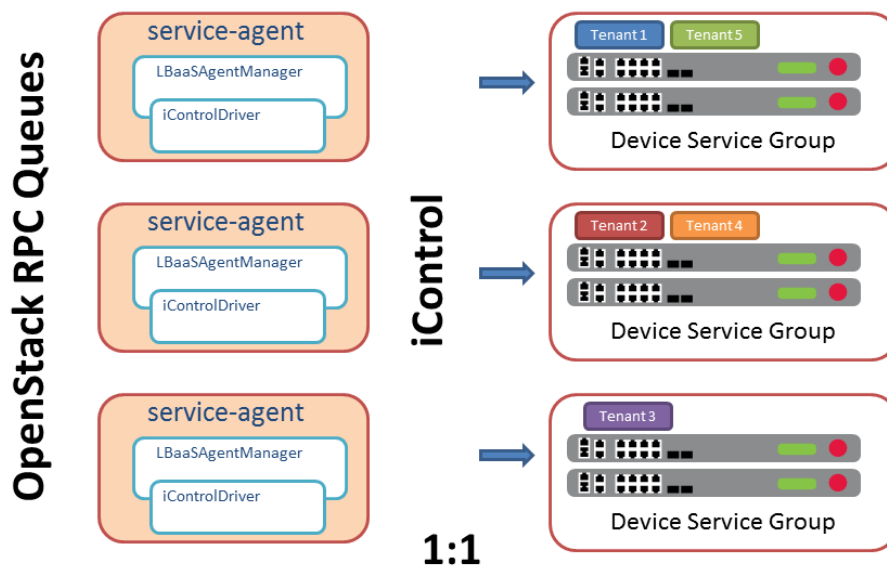 OpenStack RPC Queues
service-agent
LBaaSAgentManager
iControlDriver
Tenant 1
Tenant 5
Device Service Group
service-agent
LBaaSAgentManager
iControlDriver
iControl
Tenant 2
Tenant 4
Device Service Group
service-agent
LBaaSAgentManager
iControlDriver
Tenant 3
Device Service Group
1:1